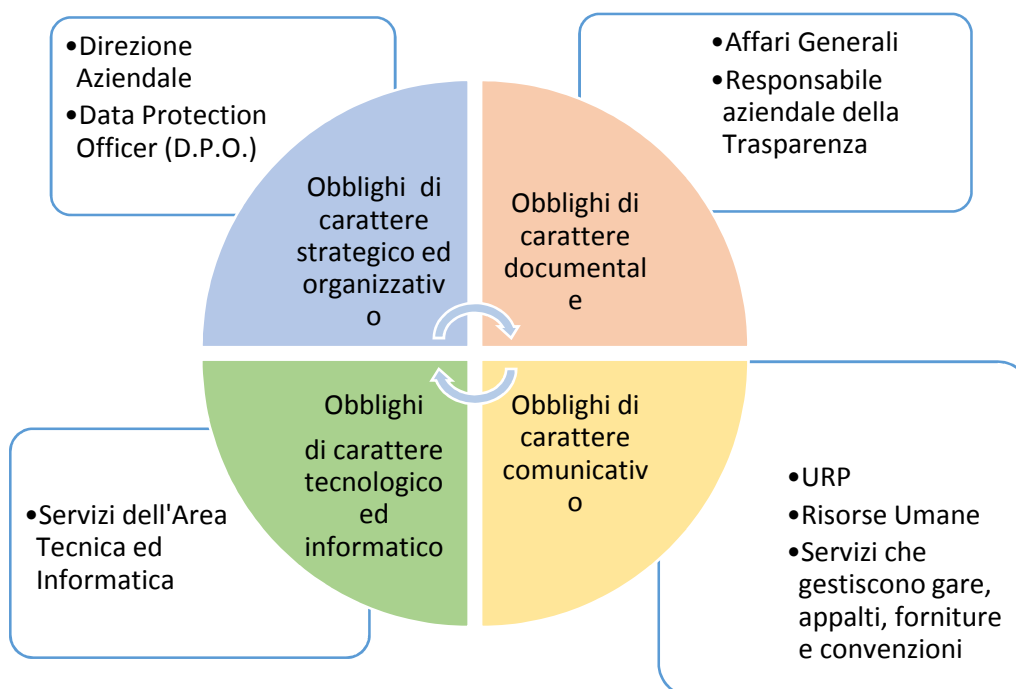 •Direzione
Aziendale
•Data Protection
Officer (D.P.O.)
•Affari Generali
•Responsabile
aziendale della
Trasparenza
Obblighi di
carattere
strategico ed
organizzativ
o
Obblighi di
carattere
documental
e
Obblighi
di carattere
tecnologico
ed
informatico
Obblighi di
carattere
comunicativ
o
•Servizi dell'Area
Tecnica ed
Informatica
•URP
•Risorse Umane
•Servizi che
gestiscono gare,
appalti, forniture
e convenzioni